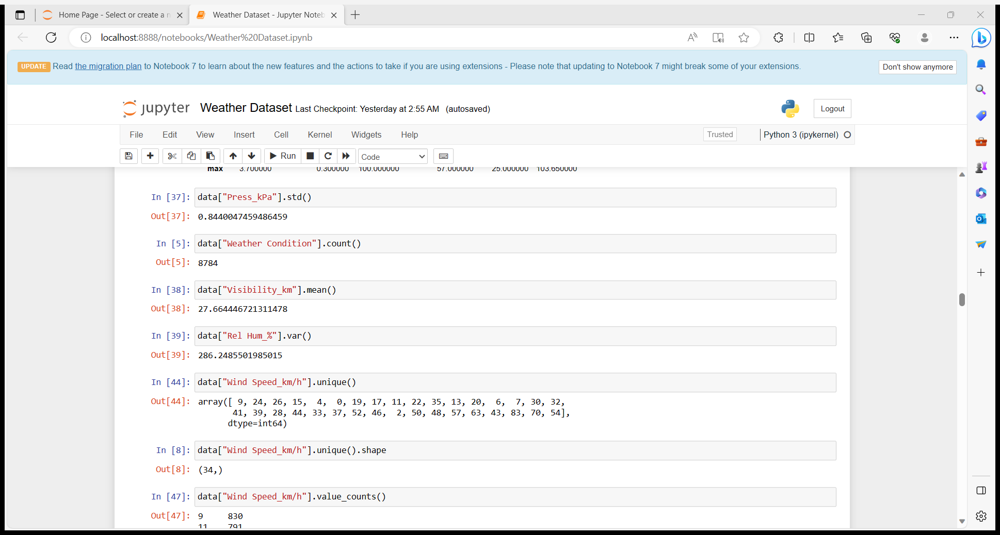 Home Page - Select or create a n
Weather Dataset - Jupyter Noteb
localhost:8888/notebooks/Weather%20Dataset.ipynb
UPDATE Read the migration plan to Notebook 7 to learn about the new features and the actions to take if you are using extensions - Please note that updating to Notebook 7 might break some of your extensions.
Don't show anymore
jupyter Weather Dataset Last Checkpoint: Yesterday at 2:55 AM (autosaved)
Logout
File Edit View Insert Cell Kernel Widgets Help
Trusted
Python 3 (ipykernel)
Run
Code
max 3.700000 0.300000 100.000000 57.000000 25.000000 103.650000
In [37]: data["Press_kPa"].std()
Out[37]: 0.8440047459486459
In [5]: data["Weather Condition"].count()
Out[5]: 8784
In [38]: data["Visibility_km"].mean()
Out[38]: 27.664446721311478
In [39]: data["Rel Hum_%"].var()
Out[39]: 286.2485501985015
In [44]: data["Wind Speed_km/h"].unique()
Out[44]: array([ 9, 24, 26, 15, 4, 0, 19, 17, 11, 22, 35, 13, 20, 6, 7, 30, 32,
41, 39, 28, 44, 33, 37, 52, 46, 2, 50, 48, 57, 63, 43, 83, 70, 54],
dtype=int64)
In [8]: data["Wind Speed_km/h"].unique().shape
Out[8]: (34,)
In [47]: data["Wind Speed_km/h"].value_counts()
Out[47]: 9 830
11 791